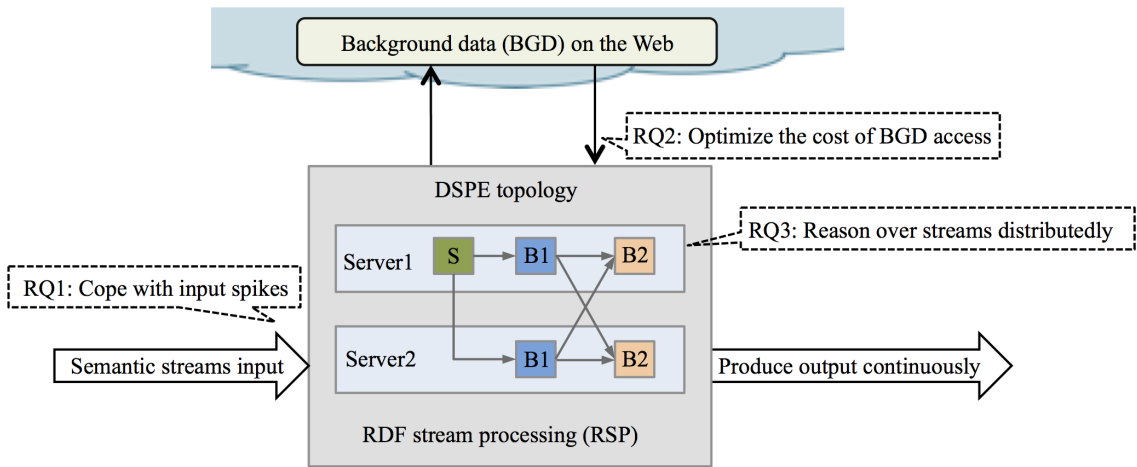 Background data (BGD) on the Web
RQ2: Optimize the cost of BGD access
DSPE topology
RQ3: Reason over streams distributedly
Server1
S
B1
B2
RQ1: Cope with input spikes
Server2
B1
B2
Semantic streams input
Produce output continuously
RDF stream processing (RSP)